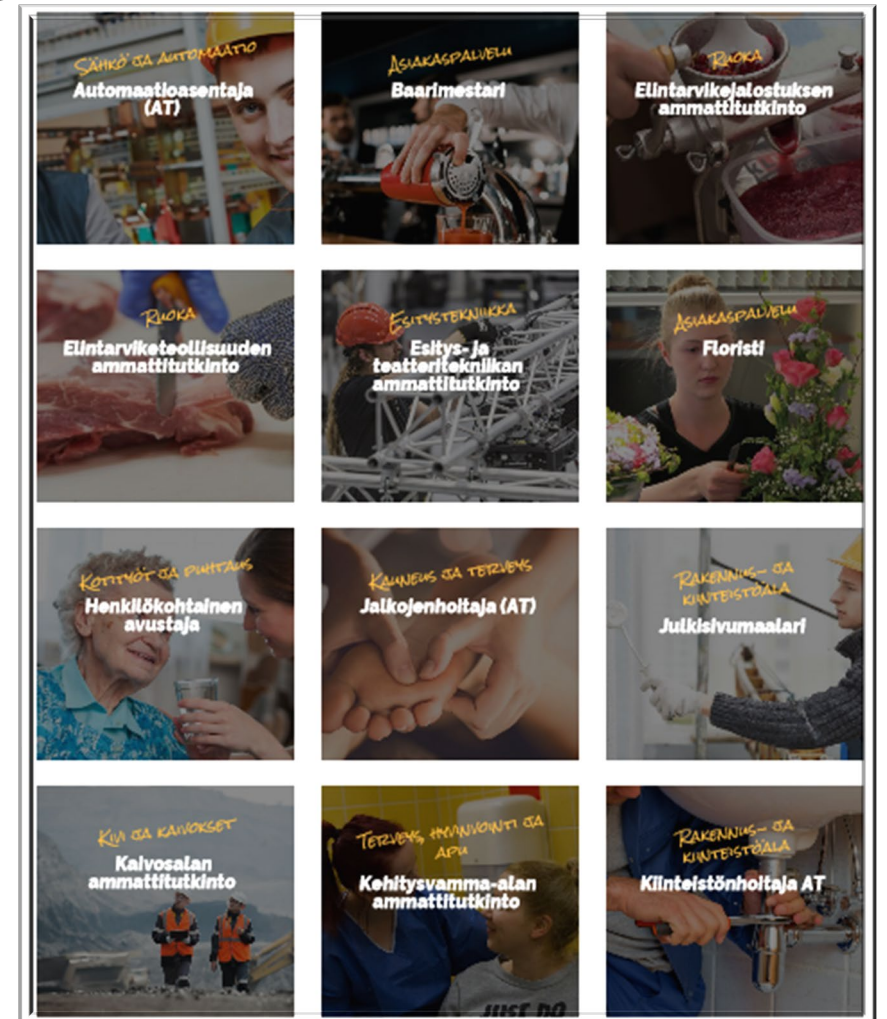 Sähkö ja automaatio
Automaatioasentaja
(AT)
Asiakaspalvelu
Baarimestari
Ruoka
Elintarvikejalostuksen
ammattitutkinto
Ruoka
Elintarviketeollisuuden
ammattitutkinto
Esitystekniikka
Esitys- ja
teatteritekniikan
ammattitutkinto
Asiakaspalvelu
Floristi
Kotityöt ja puhtaus
Henkilökohtainen
avustaja
Kauneus ja terveys
Jalkojenhoitaja (AT)
Rakennus- ja
kiinteistöala
Julkisivumaalari
Kivi ja kaivokset
Kaivosalan
ammattitutkinto
Terveys, hyvinvointi ja
apu
Kehitysvamma-alan
ammattitutkinto
JUST DO
Rakennus- ja
kiinteistöala
Kiinteistönhoitaja AT